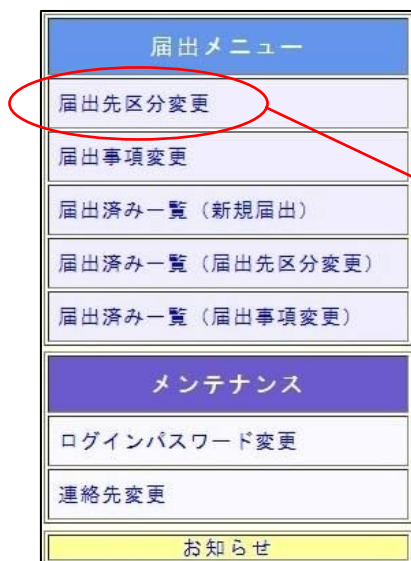 届出メニュー
届出先区分変更
届出事項変更
届出済み一覧（新規届出）
届出済み一覧（届出先区分変更）
届出済み一覧（届出事項変更）
メンテナンス
ログインパスワード変更
連絡先変更
お知らせ